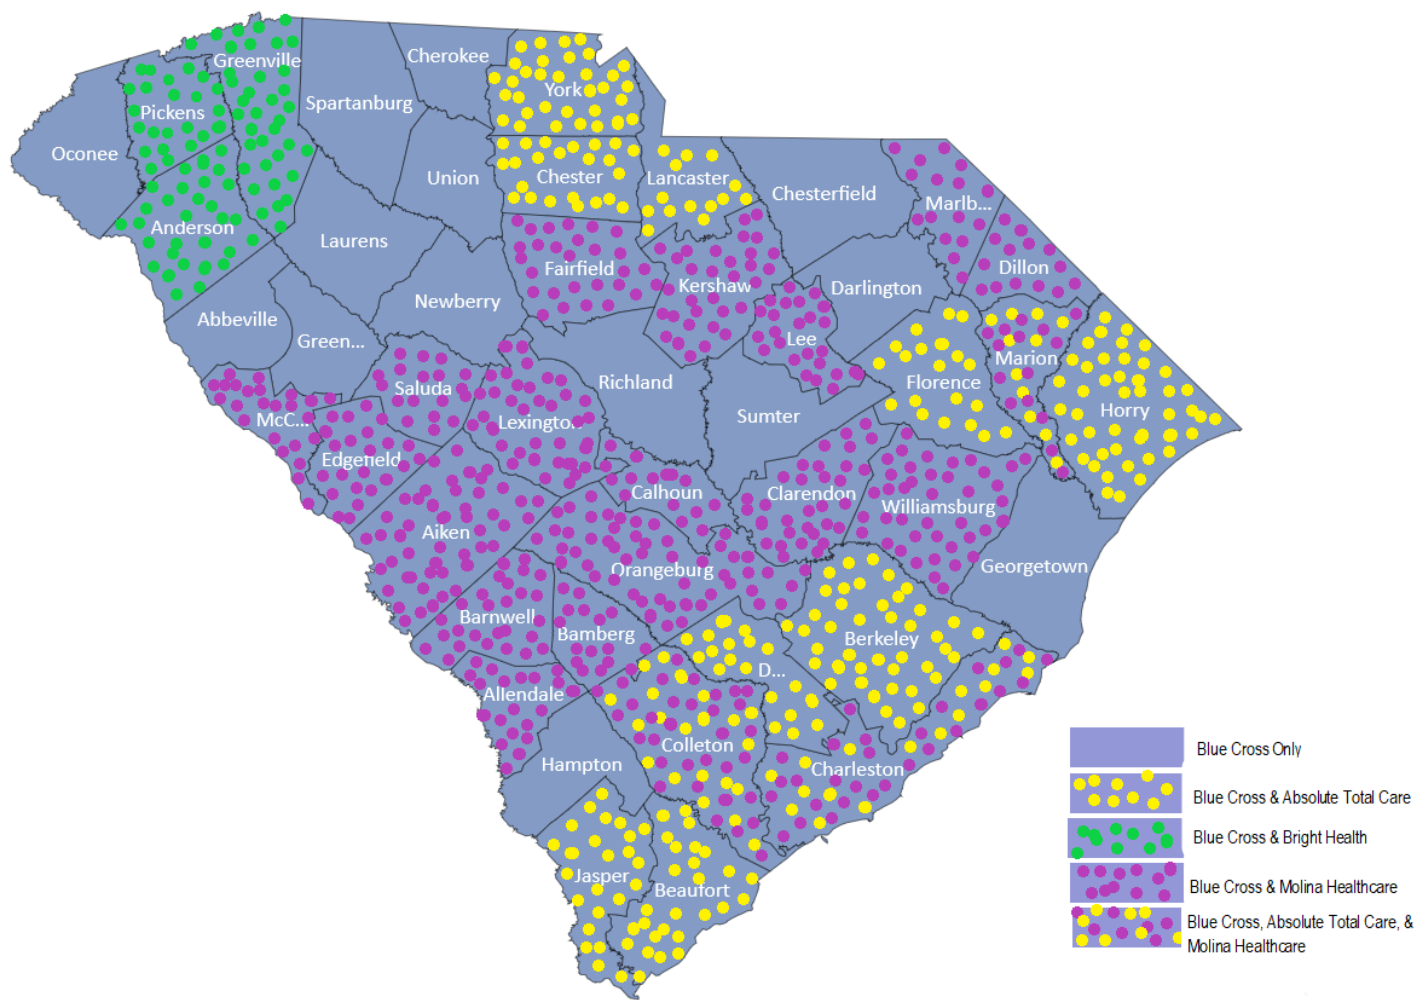 Cherokee
Greenville
York
Spartanburg
Pickens
Oconee
Union
Chester
Lancaster
Chesterfield
Marlb...
Anderson
Laurens
Fairfield
Kershaw
Dillon
Darlington
Newberry
Abbeville
Green...
Lee
Marion
Saluda
Richland
Florence
Horry
McC...
Lexingto...
Sumter
Edgefield
Calhoun
Clarendon
Williamsburg
Aiken
Orangeburg
Georgetown
Barnwell
Bamberg
Berkeley
D...
Allendale
Colleton
Hampton
Charleston
Jasper
Beaufort
Blue Cross Only
Blue Cross & Absolute Total Care
Blue Cross & Bright Health
Blue Cross & Molina Healthcare
Blue Cross, Absolute Total Care, &
Molina Healthcare